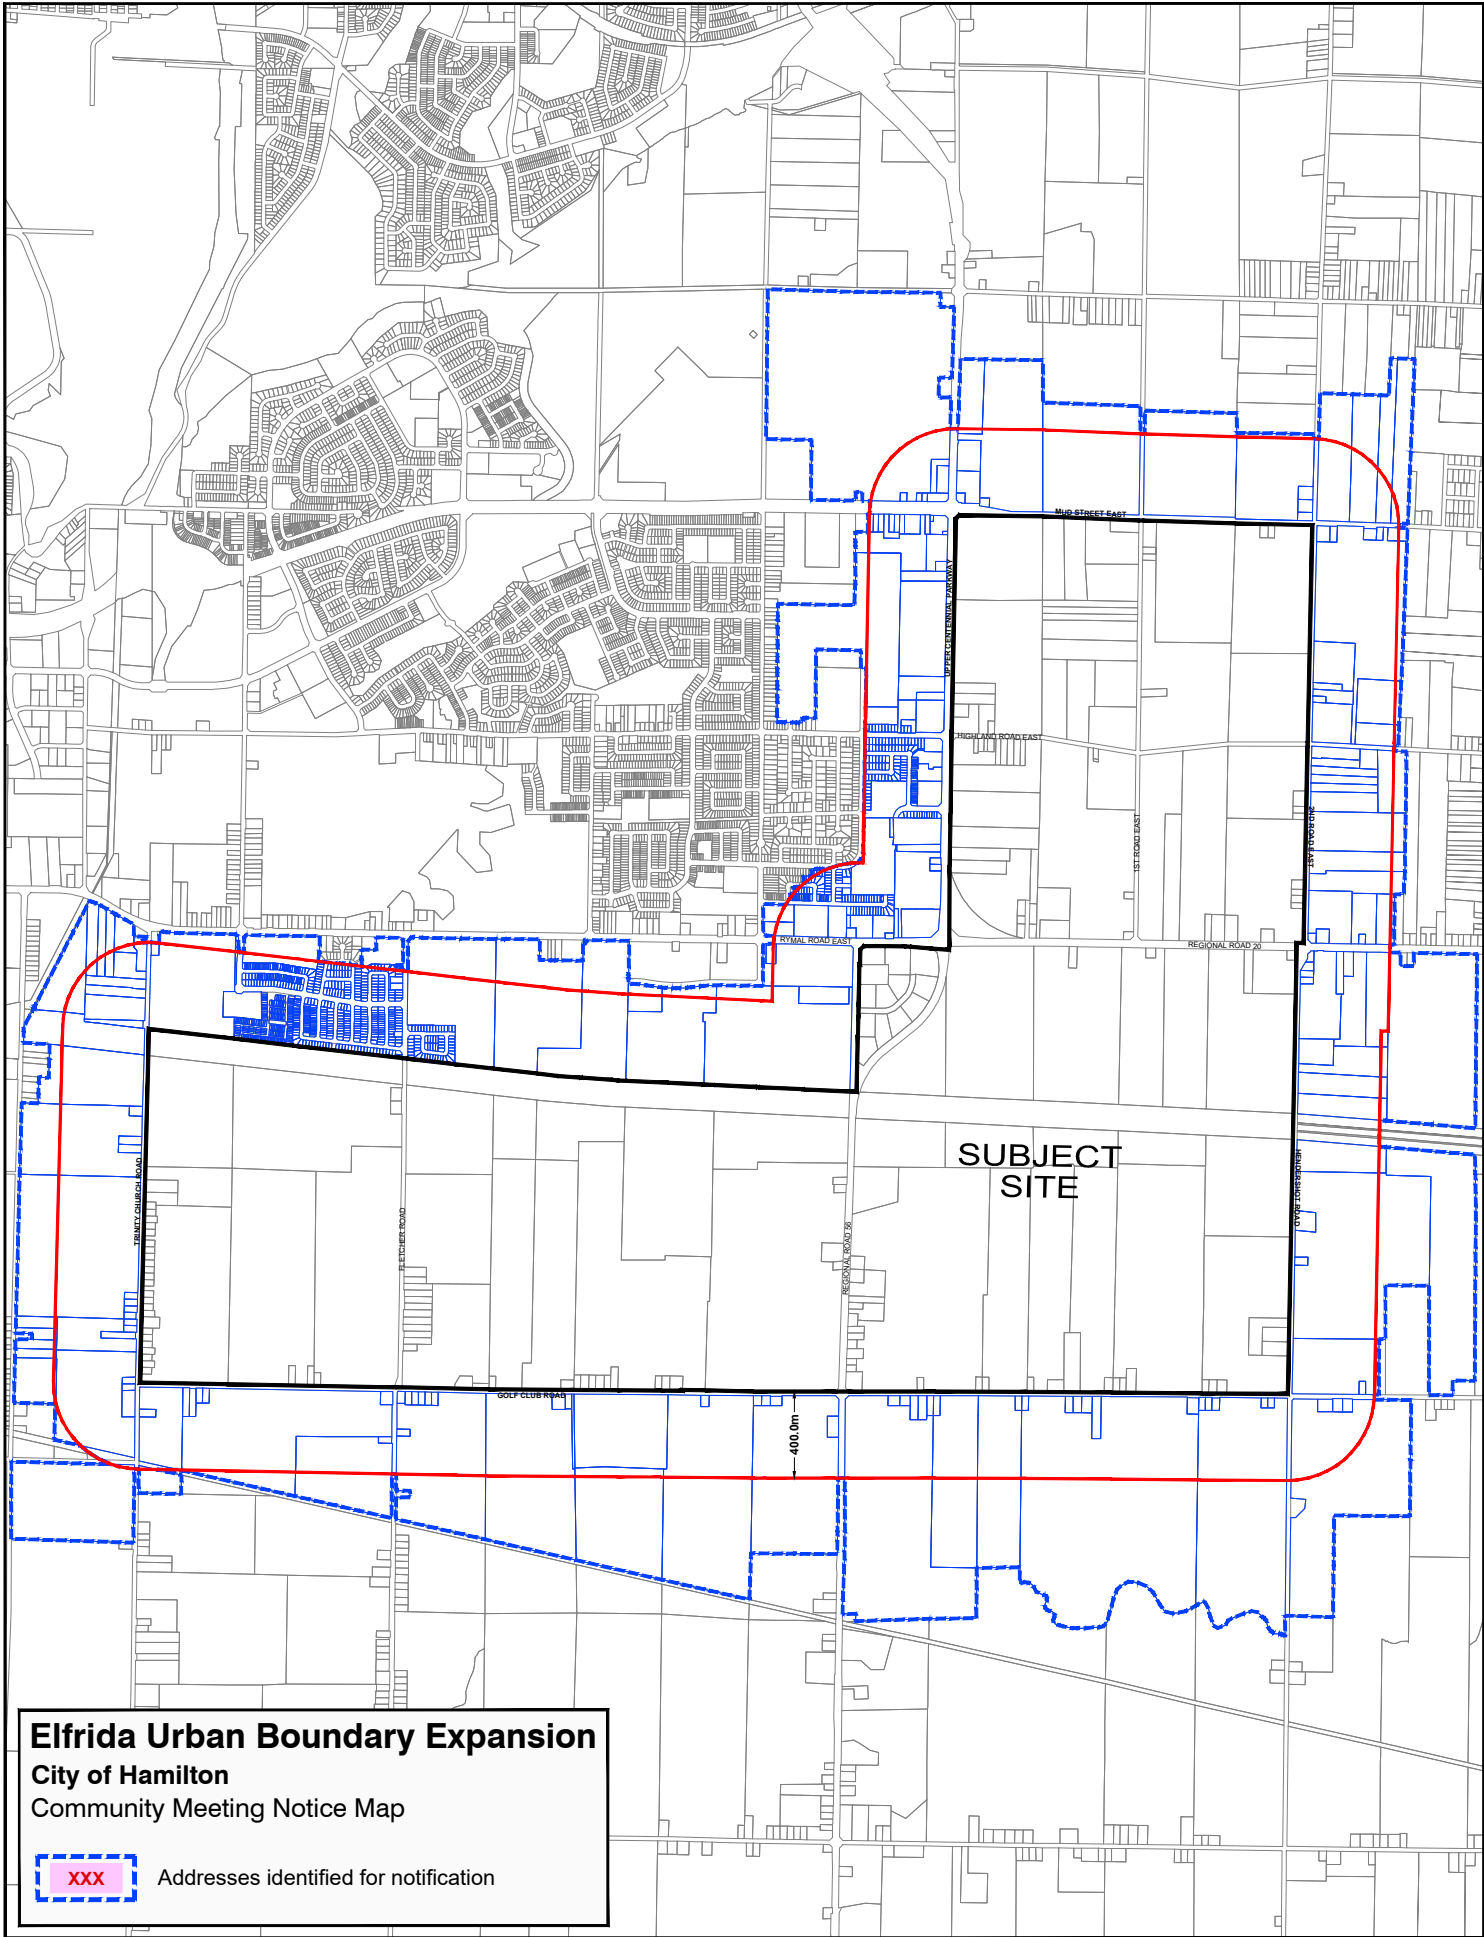 MUD STREET EAST
UPPER CENTENNIAL PARKWAY
HIGHLAND ROAD EAST
1ST ROAD EAST
2ND ROAD EAST
RYMAL ROAD EAST
REGIONAL ROAD 20
SUBJECT
SITE
TRINITY CHURCH ROAD
FLETCHER ROAD
REGIONAL ROAD 56
HENDERSHOT ROAD
GOLF CLUB ROAD
400.0m
Elfrida Urban Boundary Expansion
City of Hamilton
Community Meeting Notice Map
XXX Addresses identified for notification